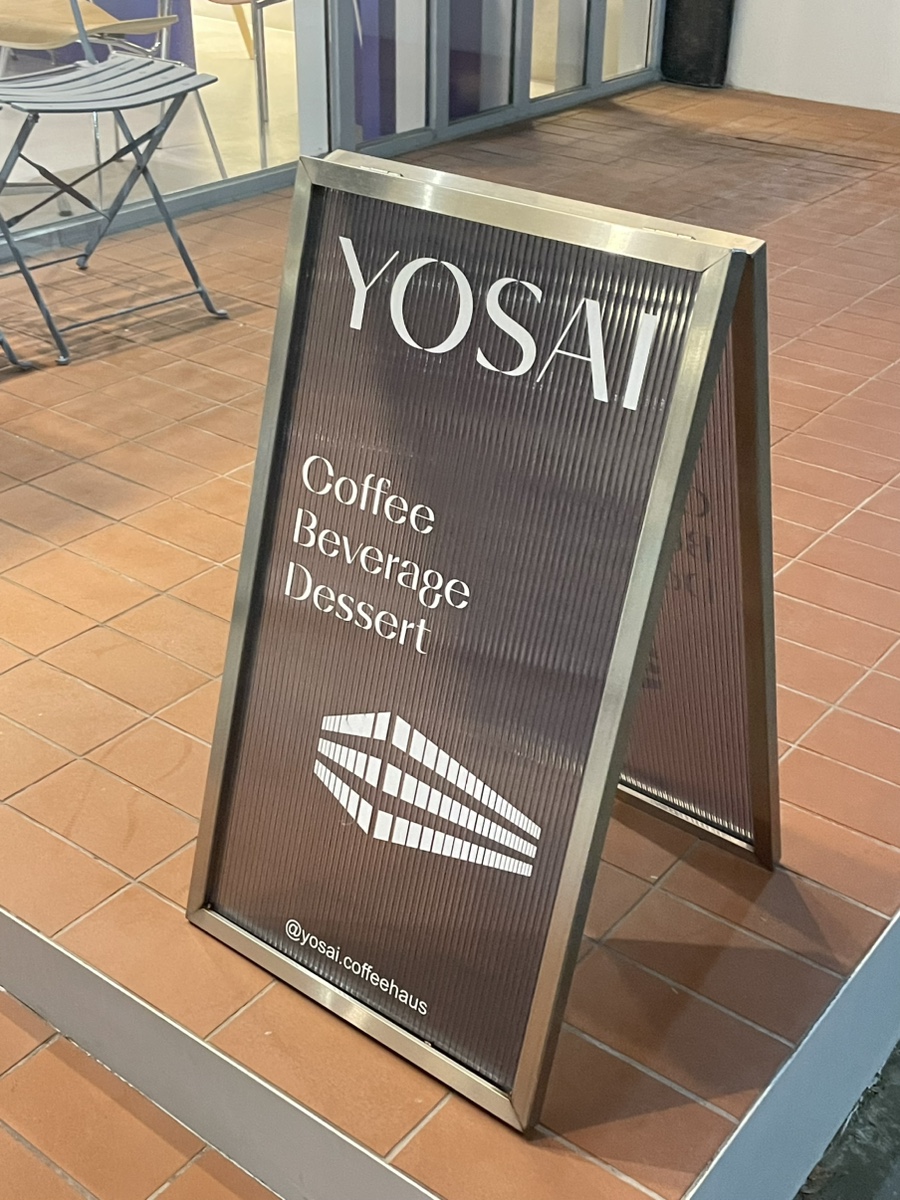 YOSAI
Coffee
Beverage
Dessert
@yosai.coffeehaus